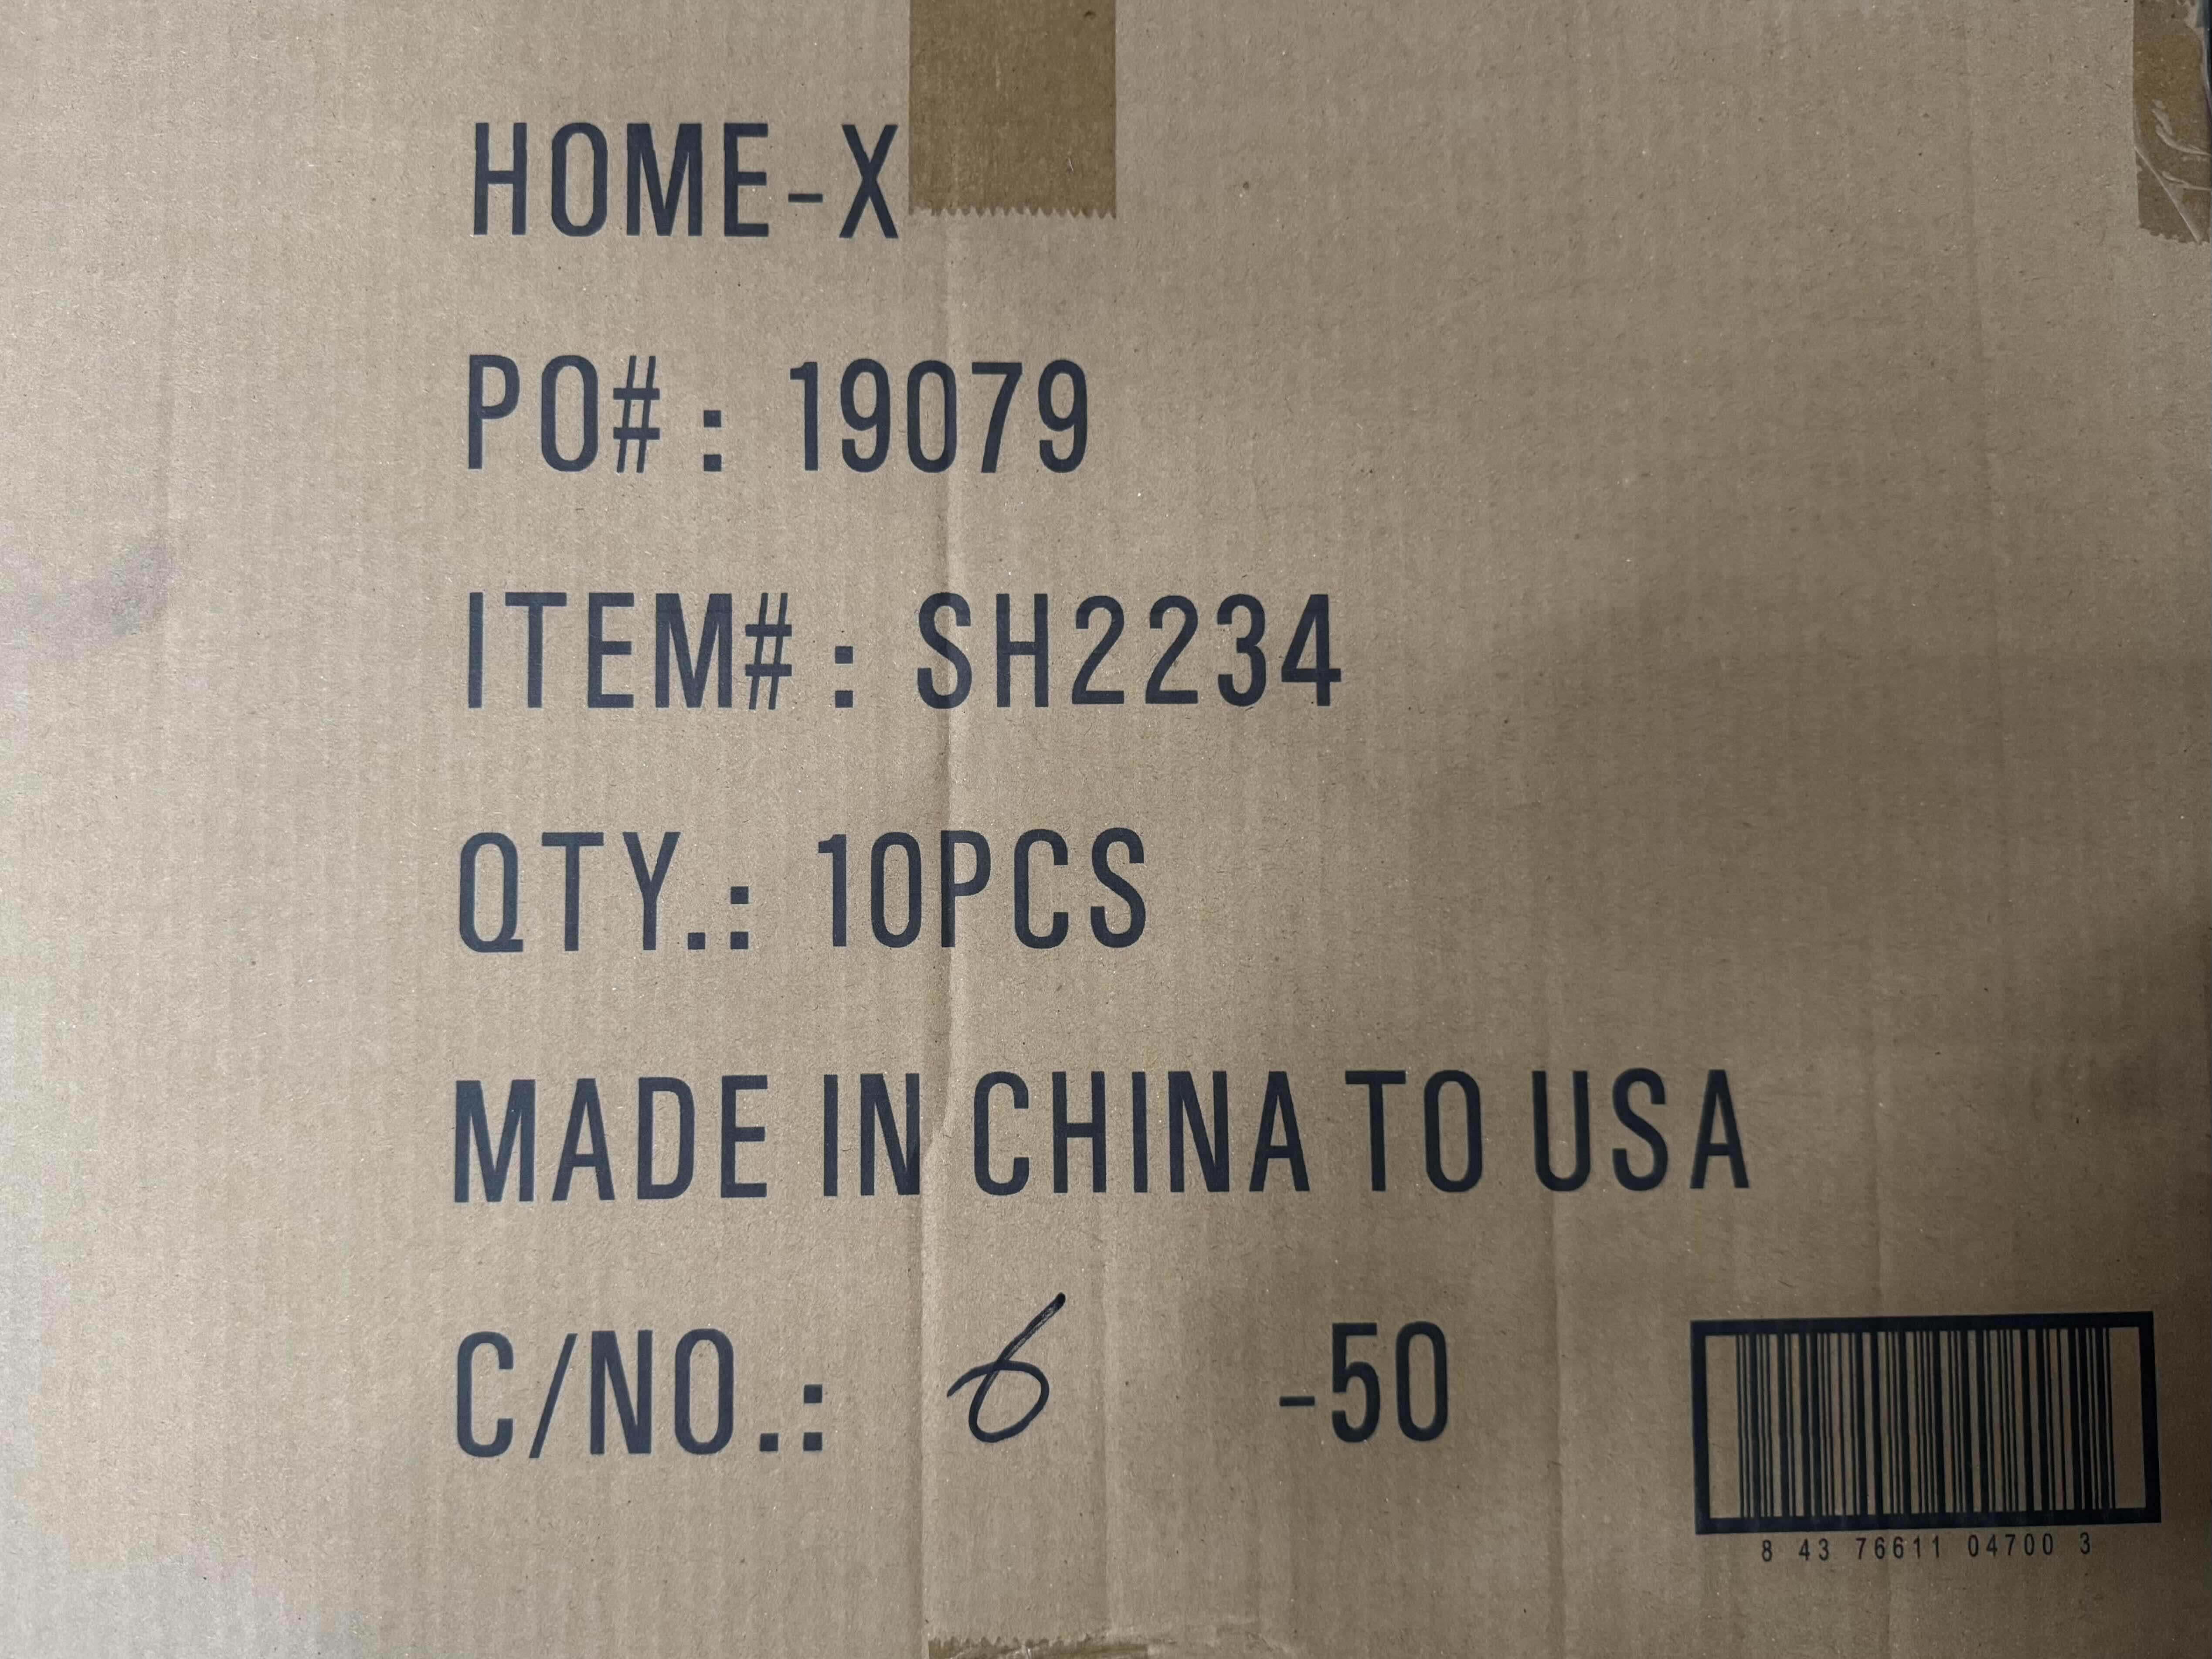 HOME-X
PO#: 19079
ITEM#: SH2234
QTY.: 10PCS
MADE IN CHINA TO USA
C/NO.: 6 -50
8 43 76611 04700 3